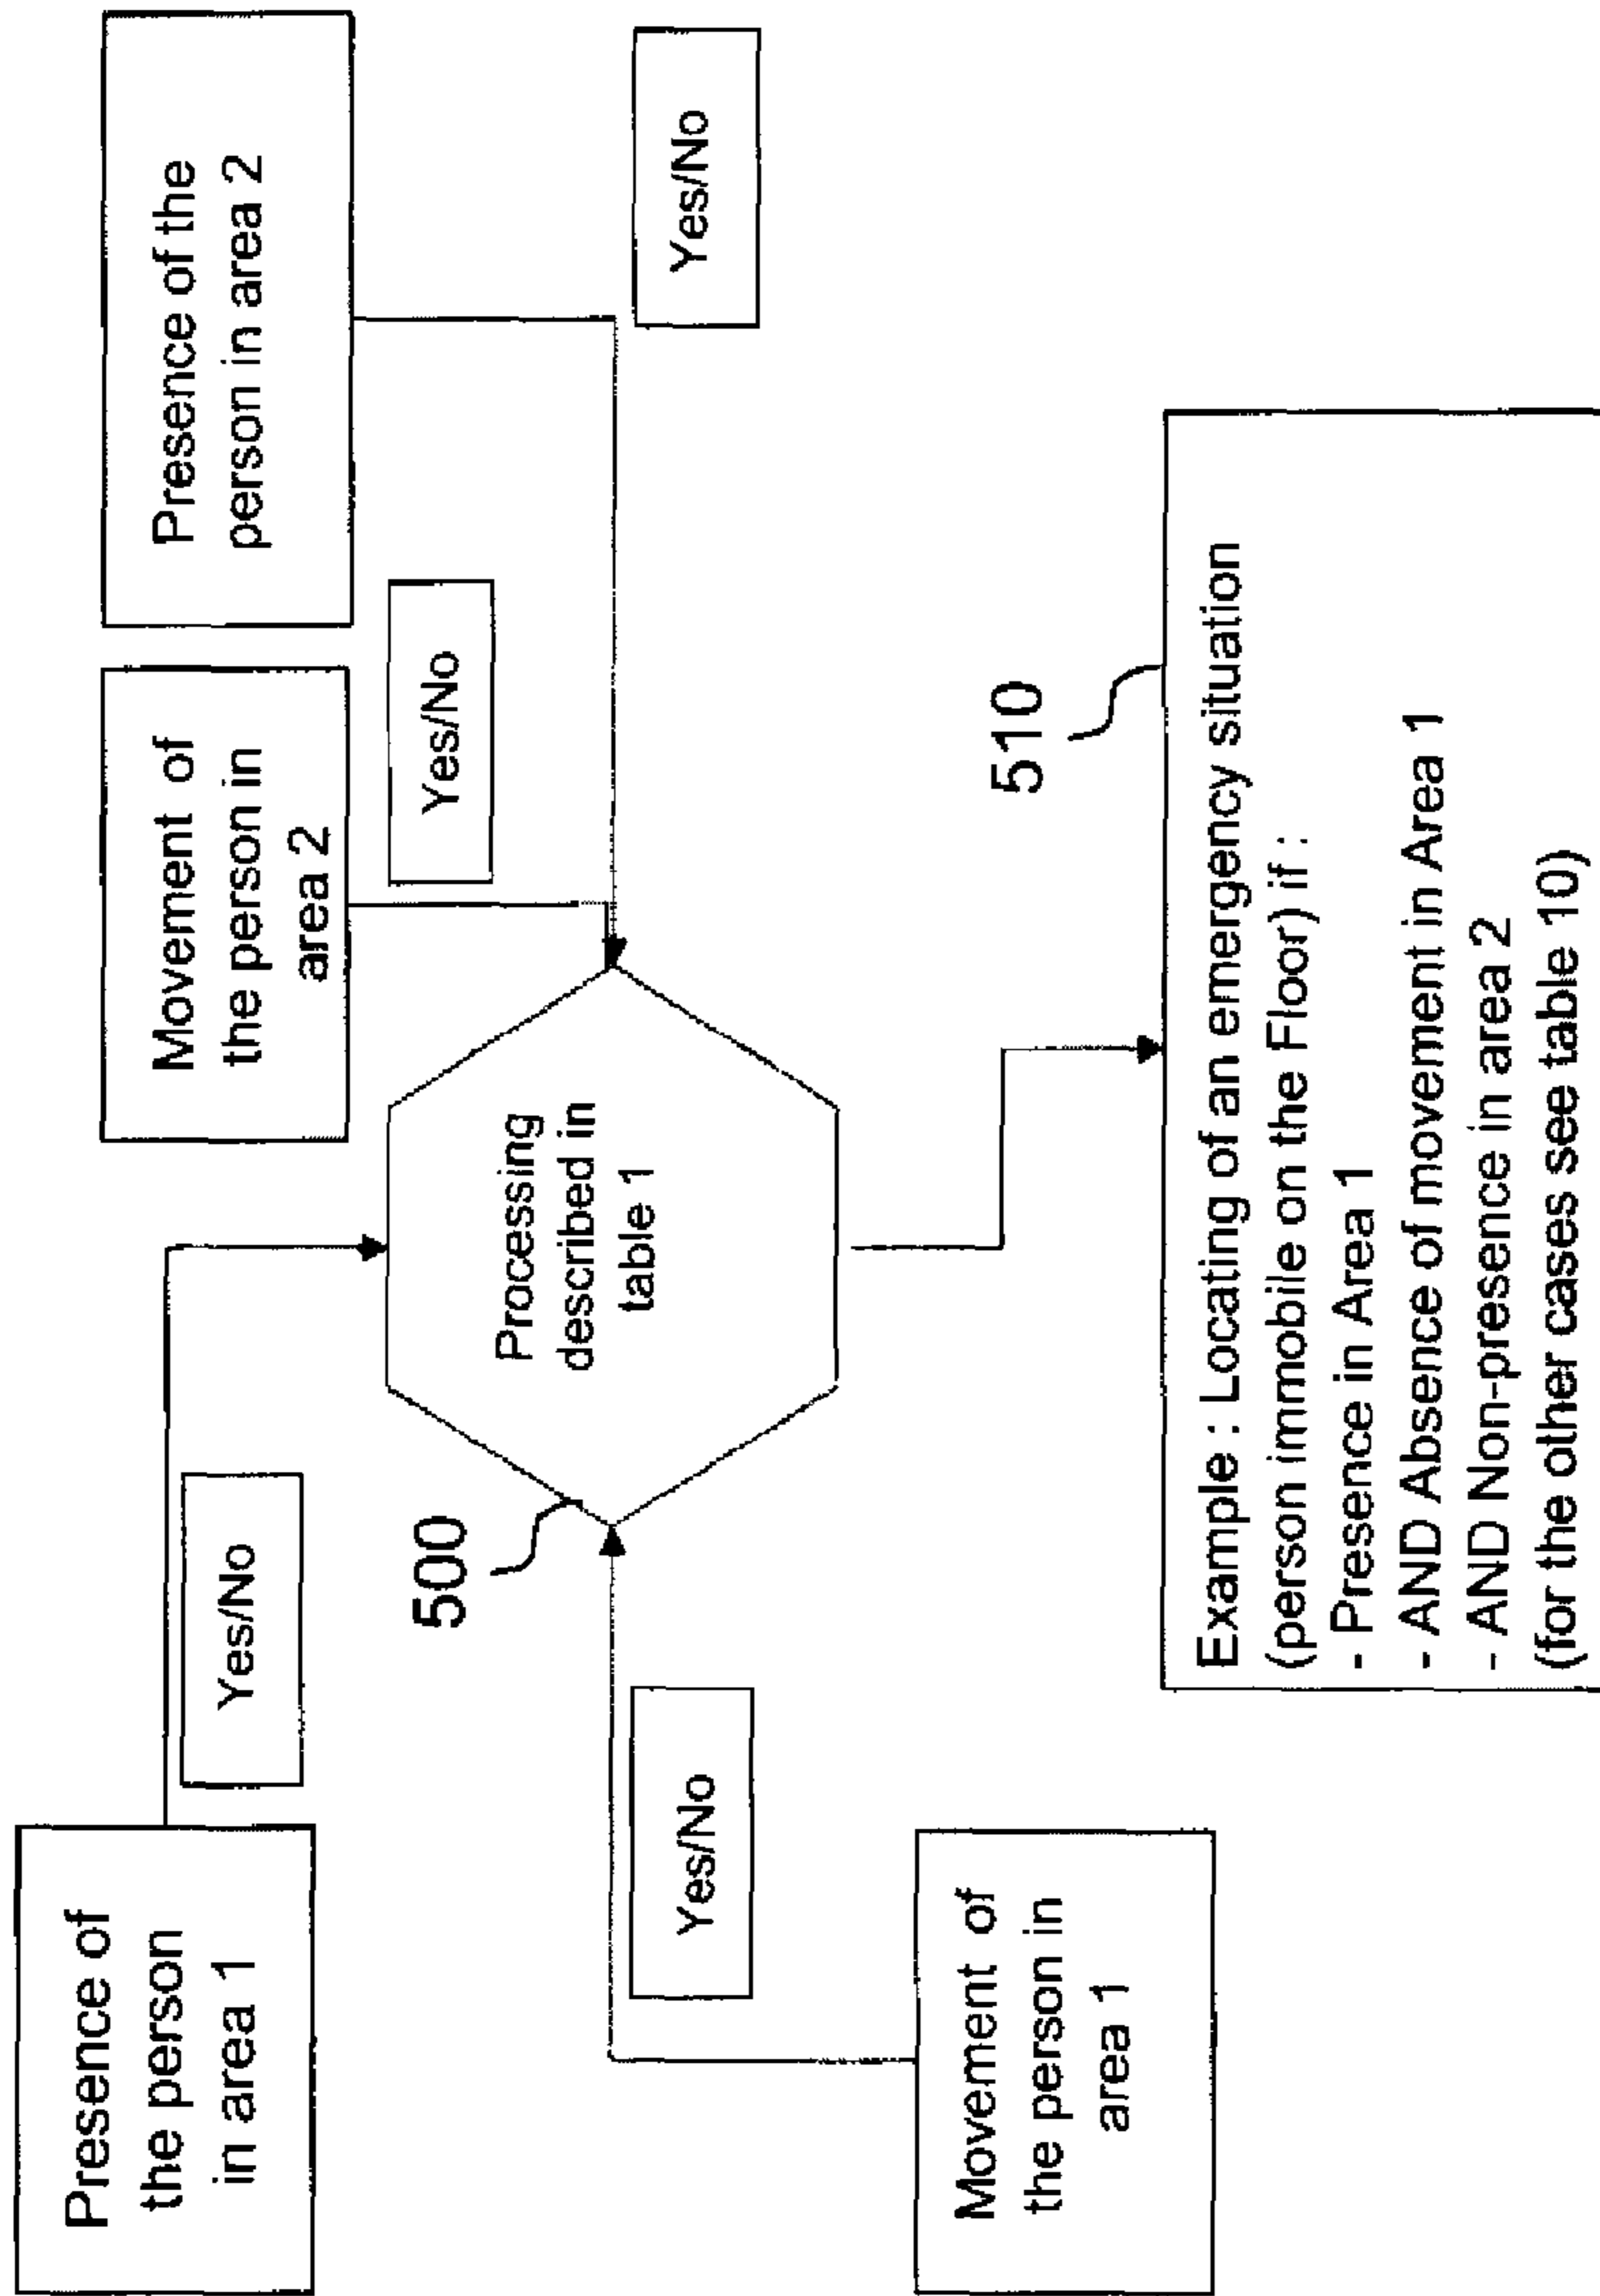 Presence of
the person
in area 1
Yes/No
Movement of
the person in
area 2
Yes/No
Presence of the
person in area 2
Yes/No
500
Processing
described in
table 1
Movement of
the person in
area 1
Yes/No
510
Example : Locating of an emergency situation
(person immobile on the Floor) if :
- Presence in Area 1
- AND Absence of movement in Area 1
- AND Non-presence in area 2
(for the other cases see table 10)